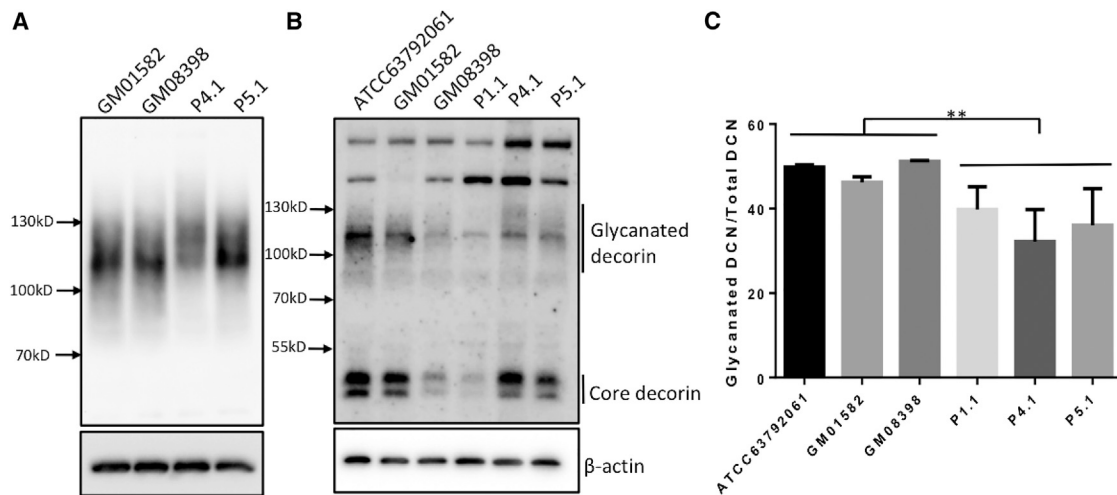 A
GM01582
GM08398
P4.1
P5.1
130kD
100kD
70kD
B
ATCC63792061
GM01582
GM08398
P1.1
P4.1
P5.1
130kD
100kD
70kD
55kD
Glycanated
decorin
Core decorin
β-actin
C
**
Glycanated DCN/Total DCN
60
40
20
0
ATCC63792061
GM01582
GM08398
P1.1
P4.1
P5.1